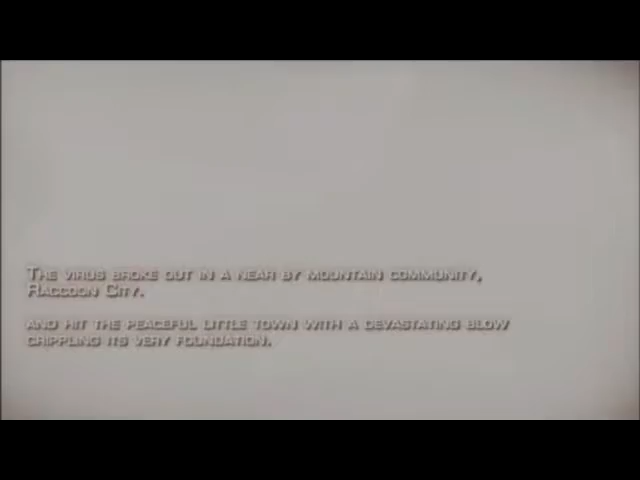 THE VIRUS BROKE OUT IN A NEAR BY MOUNTAIN COMMUNITY,
RACCOON CITY.
AND HIT THE PEACEFUL LITTLE TOWN WITH A DEVASTATING BLOW
CRIPPLING ITS VERY FOUNDATION.